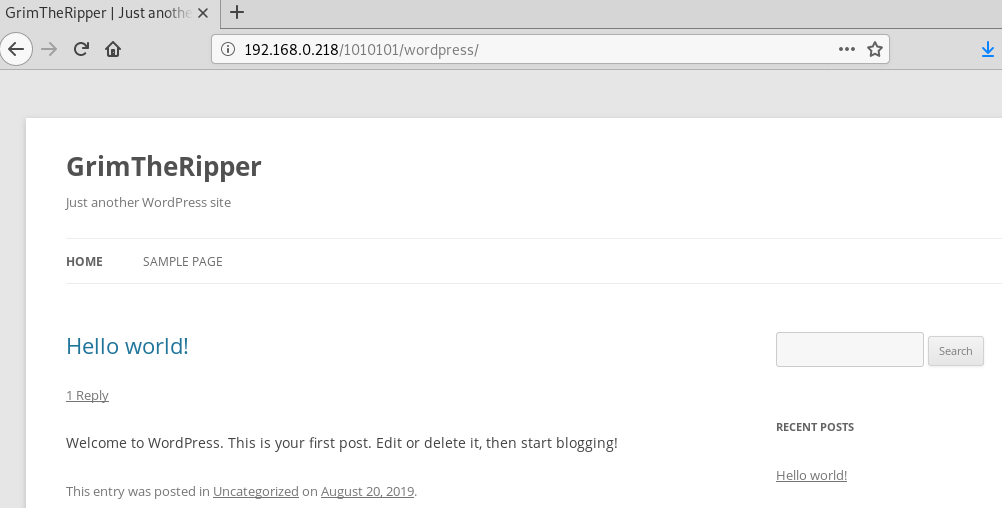 GrimTheRipper | Just anothe
192.168.0.218/1010101/wordpress/
GrimTheRipper
Just another WordPress site
HOME SAMPLE PAGE
Hello world!
Search
1 Reply
RECENT POSTS
Welcome to WordPress. This is your first post. Edit or delete it, then start blogging!
Hello world!
This entry was posted in Uncategorized on August 20, 2019.